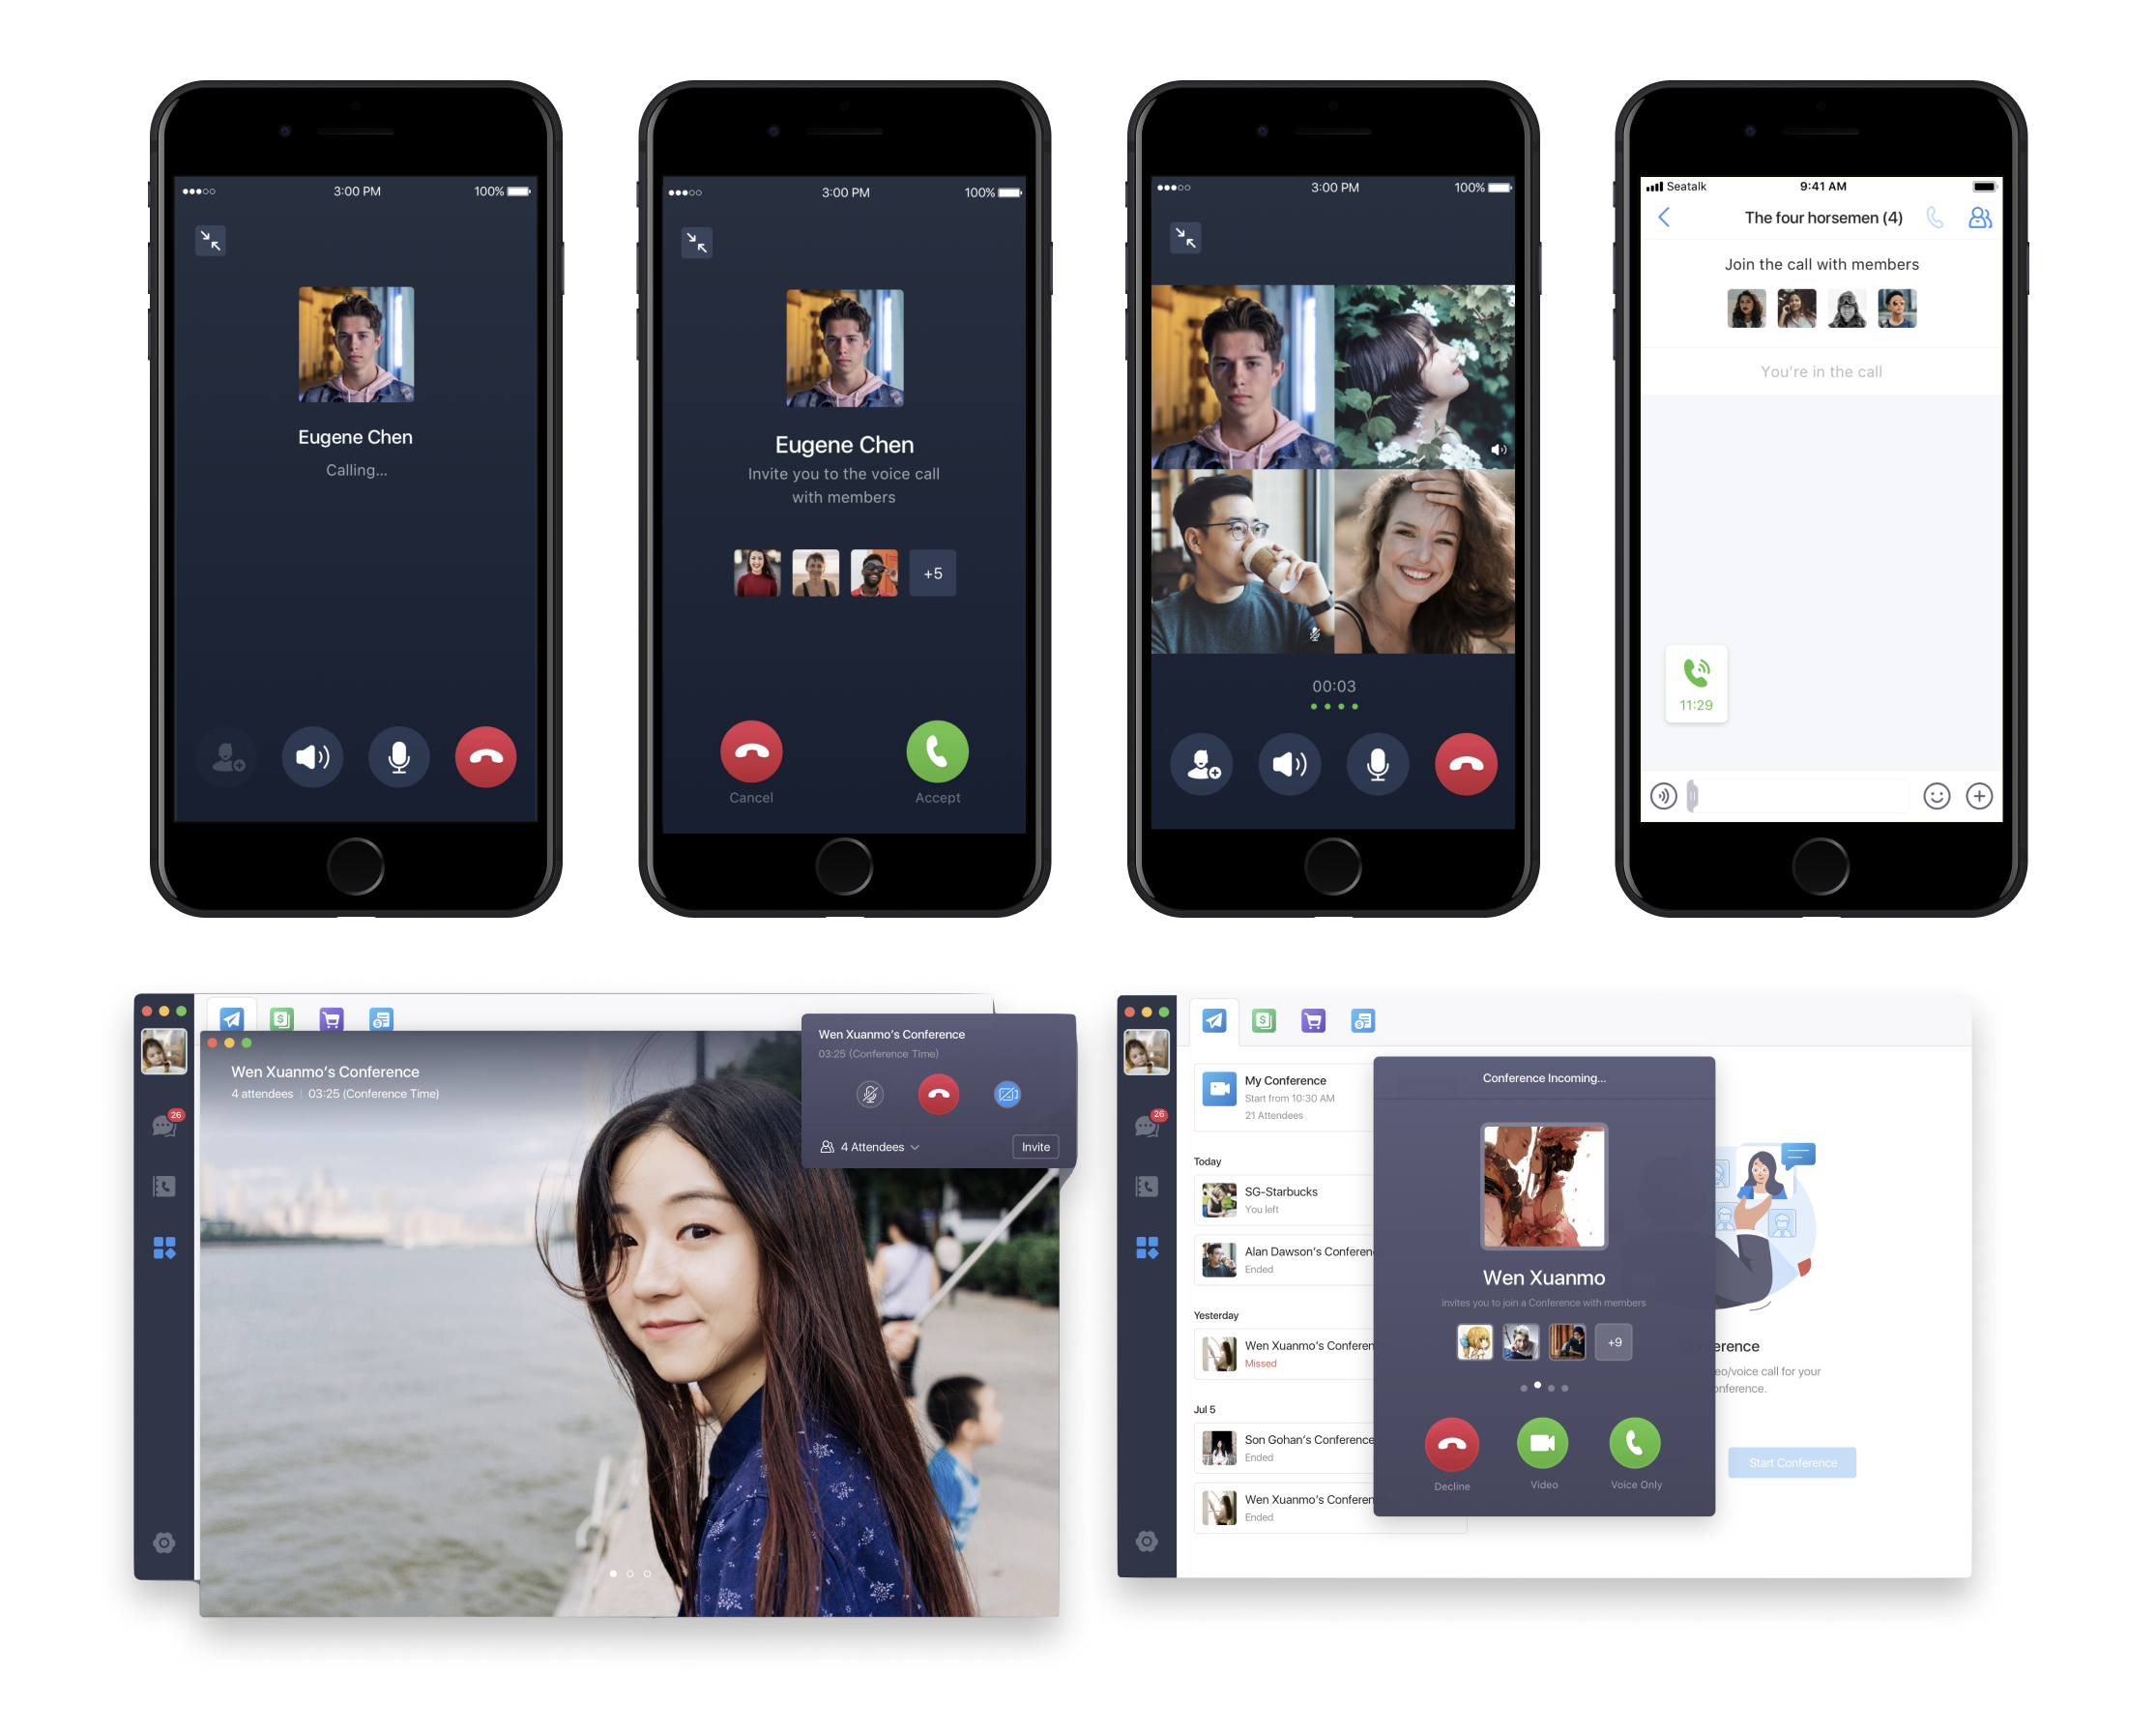 3:00 PM
100%
Eugene Chen
Calling...
3:00 PM
100%
Eugene Chen
Invite you to the voice call
with members
+5
Cancel
Accept
3:00 PM
100%
00:03
Seatalk
9:41 AM
The four horsemen (4)
Join the call with members
You're in the call
11:29
26
Wen Xuanmo's Conference
4 attendees | 03:25 (Conference Time)
Wen Xuanmo's Conference
03:25 (Conference Time)
4 Attendees
Invite
26
My Conference
Start from 10:30 AM
21 Attendees
Today
SG-Starbucks
You left
Alan Dawson's Conferen
Ended
Yesterday
Wen Xuanmo's Conferen
Missed
Jul 5
Son Gohan's Conference
Ended
Wen Xuanmo's Conferen
Ended
Conference Incoming...
Wen Xuanmo
invites you to join a Conference with members
+9
Decline
Video
Voice Only
Conference
eo/voice call for your
onference.
Start Conference